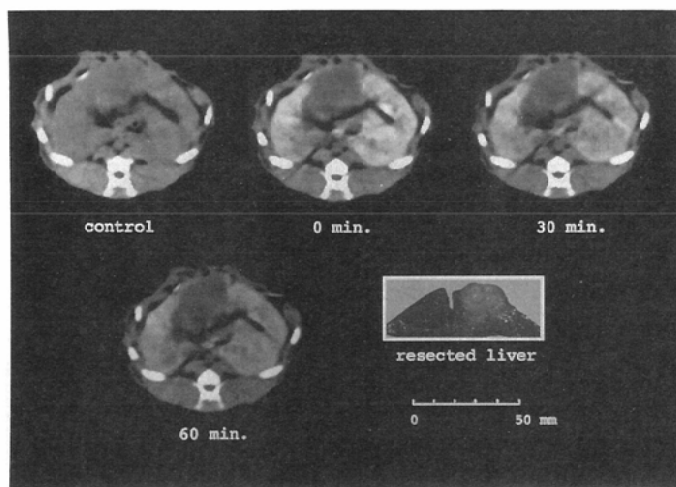 control
0 min.
30 min.
60 min.
resected liver
0
50 mm